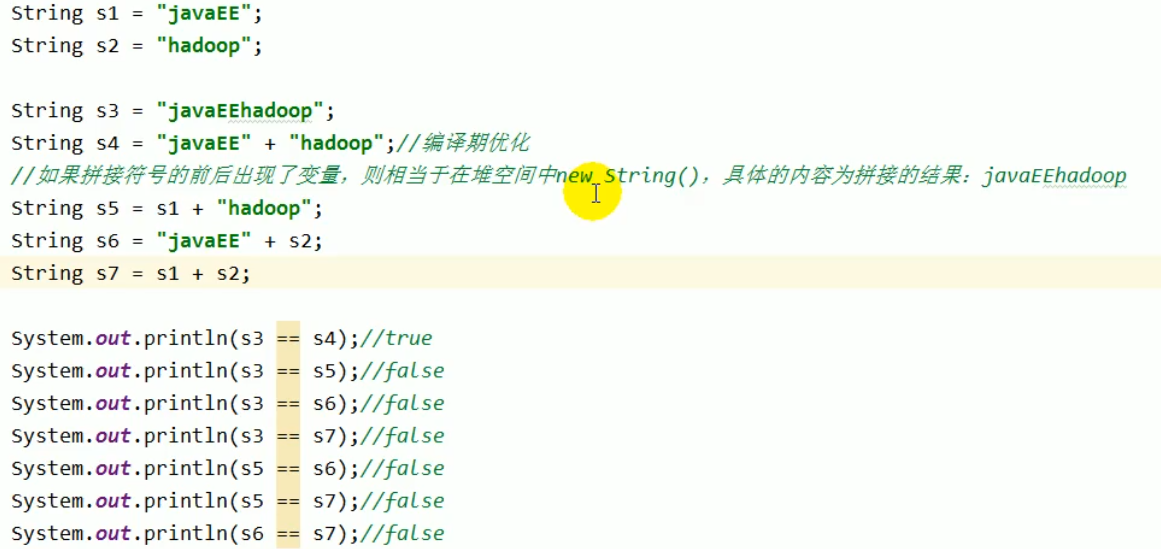 String s1 = "javaEE";
String s2 = "hadoop";
String s3 = "javaEEhadoop";
String s4 = "javaEE" + "hadoop";//编译期优化
//如果拼接符号的前后出现了变量，则相当于在堆空间中new String()，具体的内容为拼接的结果：javaEEhadoop
String s5 = s1 + "hadoop";
String s6 = "javaEE" + s2;
String s7 = s1 + s2;
System.out.println(s3 == s4);//true
System.out.println(s3 == s5);//false
System.out.println(s3 == s6);//false
System.out.println(s3 == s7);//false
System.out.println(s5 == s6);//false
System.out.println(s5 == s7);//false
System.out.println(s6 == s7);//false